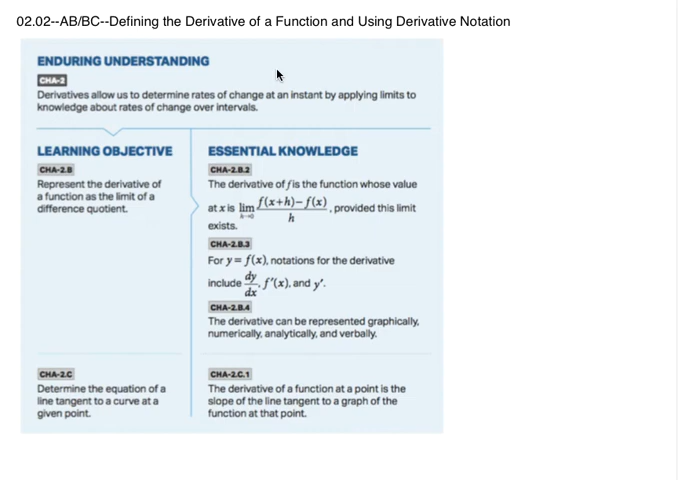 02.02--AB/BC--Defining the Derivative of a Function and Using Derivative Notation
ENDURING UNDERSTANDING
CHA-2
Derivatives allow us to determine rates of change at an instant by applying limits to
knowledge about rates of change over intervals.
LEARNING OBJECTIVE
CHA-2.B
Represent the derivative of
a function as the limit of a
difference quotient.
ESSENTIAL KNOWLEDGE
CHA-2.B.2
The derivative of f is the function whose value
at x is lim h→0 f(x+h)−f(x) / h, provided this limit
exists.
CHA-2.B.3
For y = f(x), notations for the derivative
include dy/dx, f′(x), and y′.
CHA-2.B.4
The derivative can be represented graphically,
numerically, analytically, and verbally.
CHA-2.C
Determine the equation of a
line tangent to a curve at a
given point.
CHA-2.C.1
The derivative of a function at a point is the
slope of the line tangent to a graph of the
function at that point.